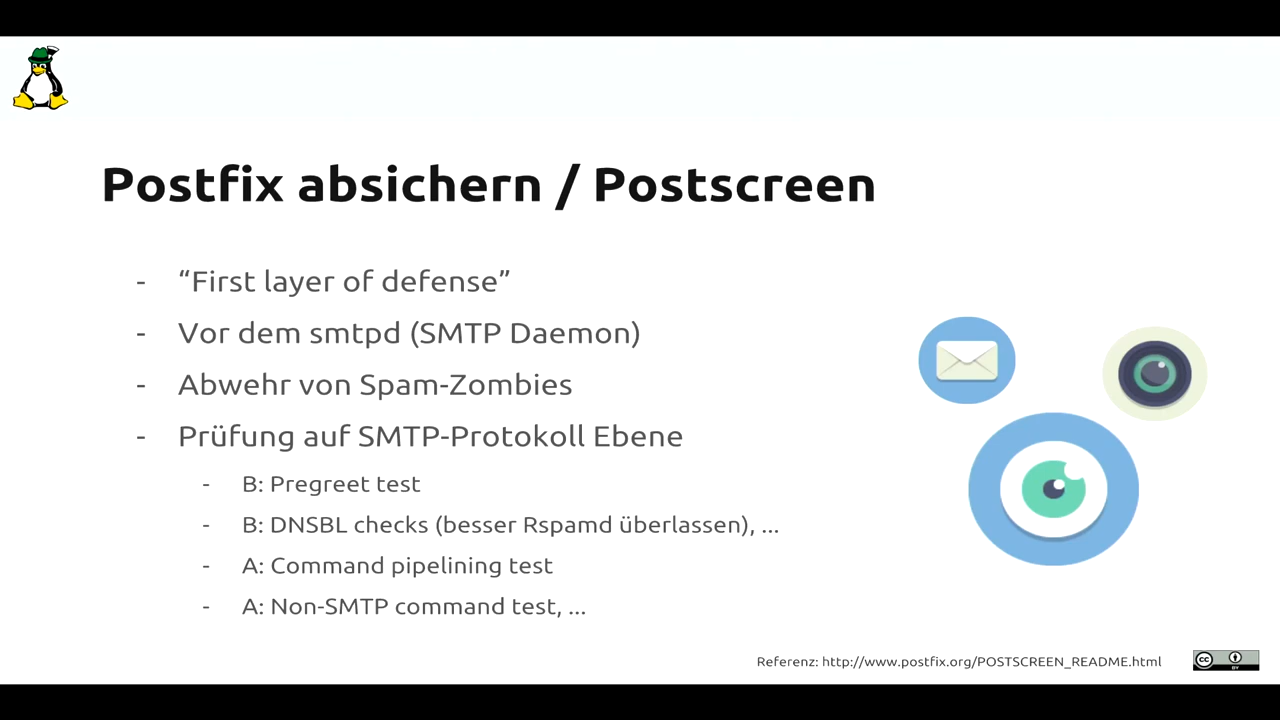 Postfix absichern / Postscreen
- “First layer of defense”
- Vor dem smtpd (SMTP Daemon)
- Abwehr von Spam-Zombies
- Prüfung auf SMTP-Protokoll Ebene
- B: Pregreet test
- B: DNSBL checks (besser Rspamd überlassen), ...
- A: Command pipelining test
- A: Non-SMTP command test, ...
Referenz: http://www.postfix.org/POSTSCREEN_README.html
cc BY